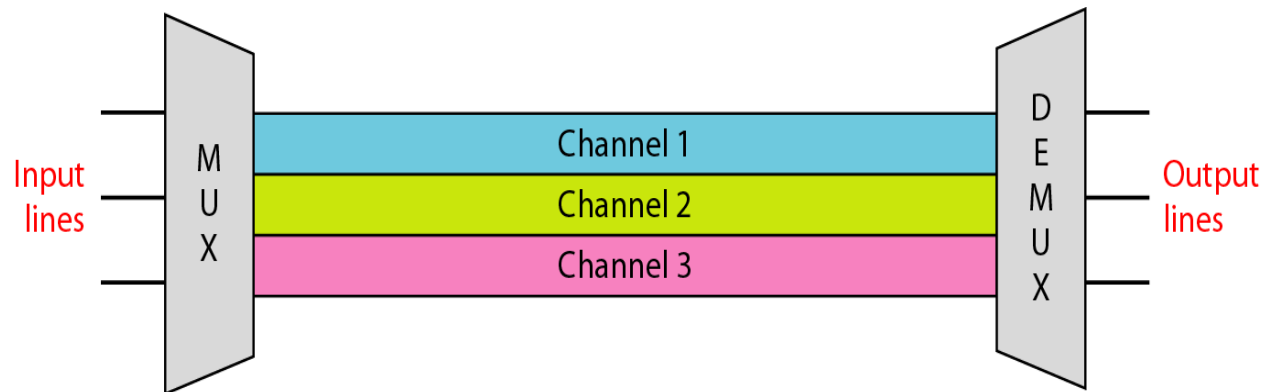 Input
lines
M
U
X
Channel 1
Channel 2
Channel 3
D
E
M
U
X
Output
lines